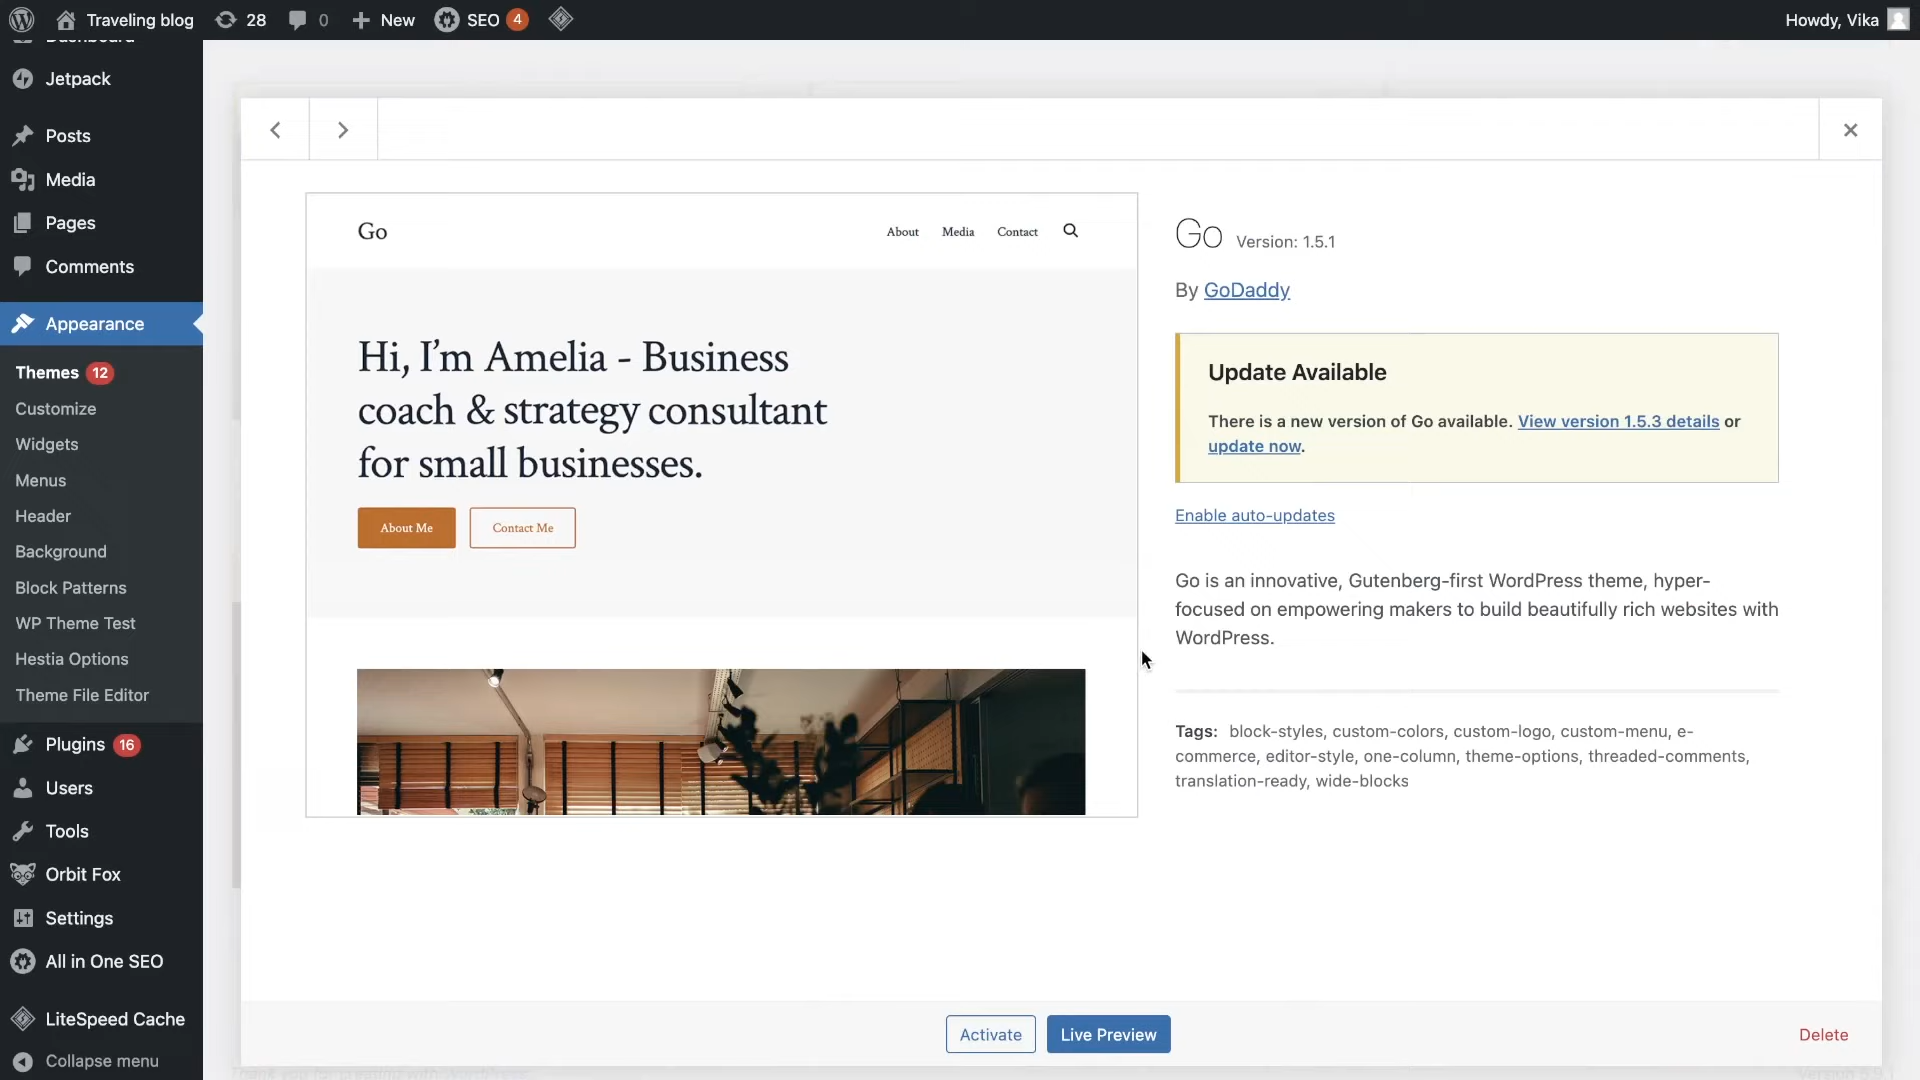 Traveling blog 28 0 New SEO 4
Howdy, Vika
Dashboard
Jetpack
Posts
Media
Pages
Comments
Appearance
Themes 12
Customize
Widgets
Menus
Header
Background
Block Patterns
WP Theme Test
Hestia Options
Theme File Editor
Plugins 16
Users
Tools
Orbit Fox
Settings
All in One SEO
LiteSpeed Cache
Collapse menu
Go
About Media Contact
Hi, I’m Amelia - Business
coach & strategy consultant
for small businesses.
About Me Contact Me
Go Version: 1.5.1
By GoDaddy
Update Available
There is a new version of Go available. View version 1.5.3 details or
update now.
Enable auto-updates
Go is an innovative, Gutenberg-first WordPress theme, hyper-
focused on empowering makers to build beautifully rich websites with
WordPress.
Tags: block-styles, custom-colors, custom-logo, custom-menu, e-
commerce, editor-style, one-column, theme-options, threaded-comments,
translation-ready, wide-blocks
Activate Live Preview
Delete